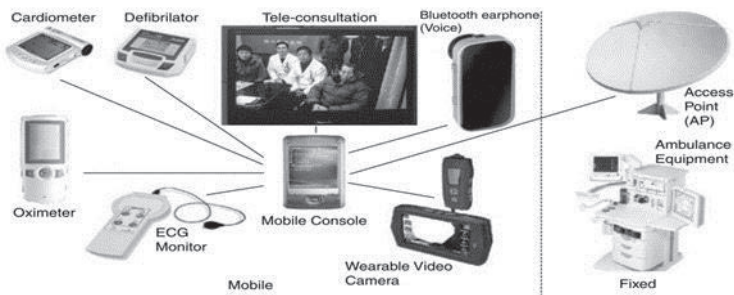 Cardiometer
Defibrilator
Tele-consultation
Bluetooth earphone
(Voice)
Access
Point
(AP)
Ambulance
Equipment
Oximeter
ECG
Monitor
Mobile Console
Wearable Video
Camera
Mobile
Fixed